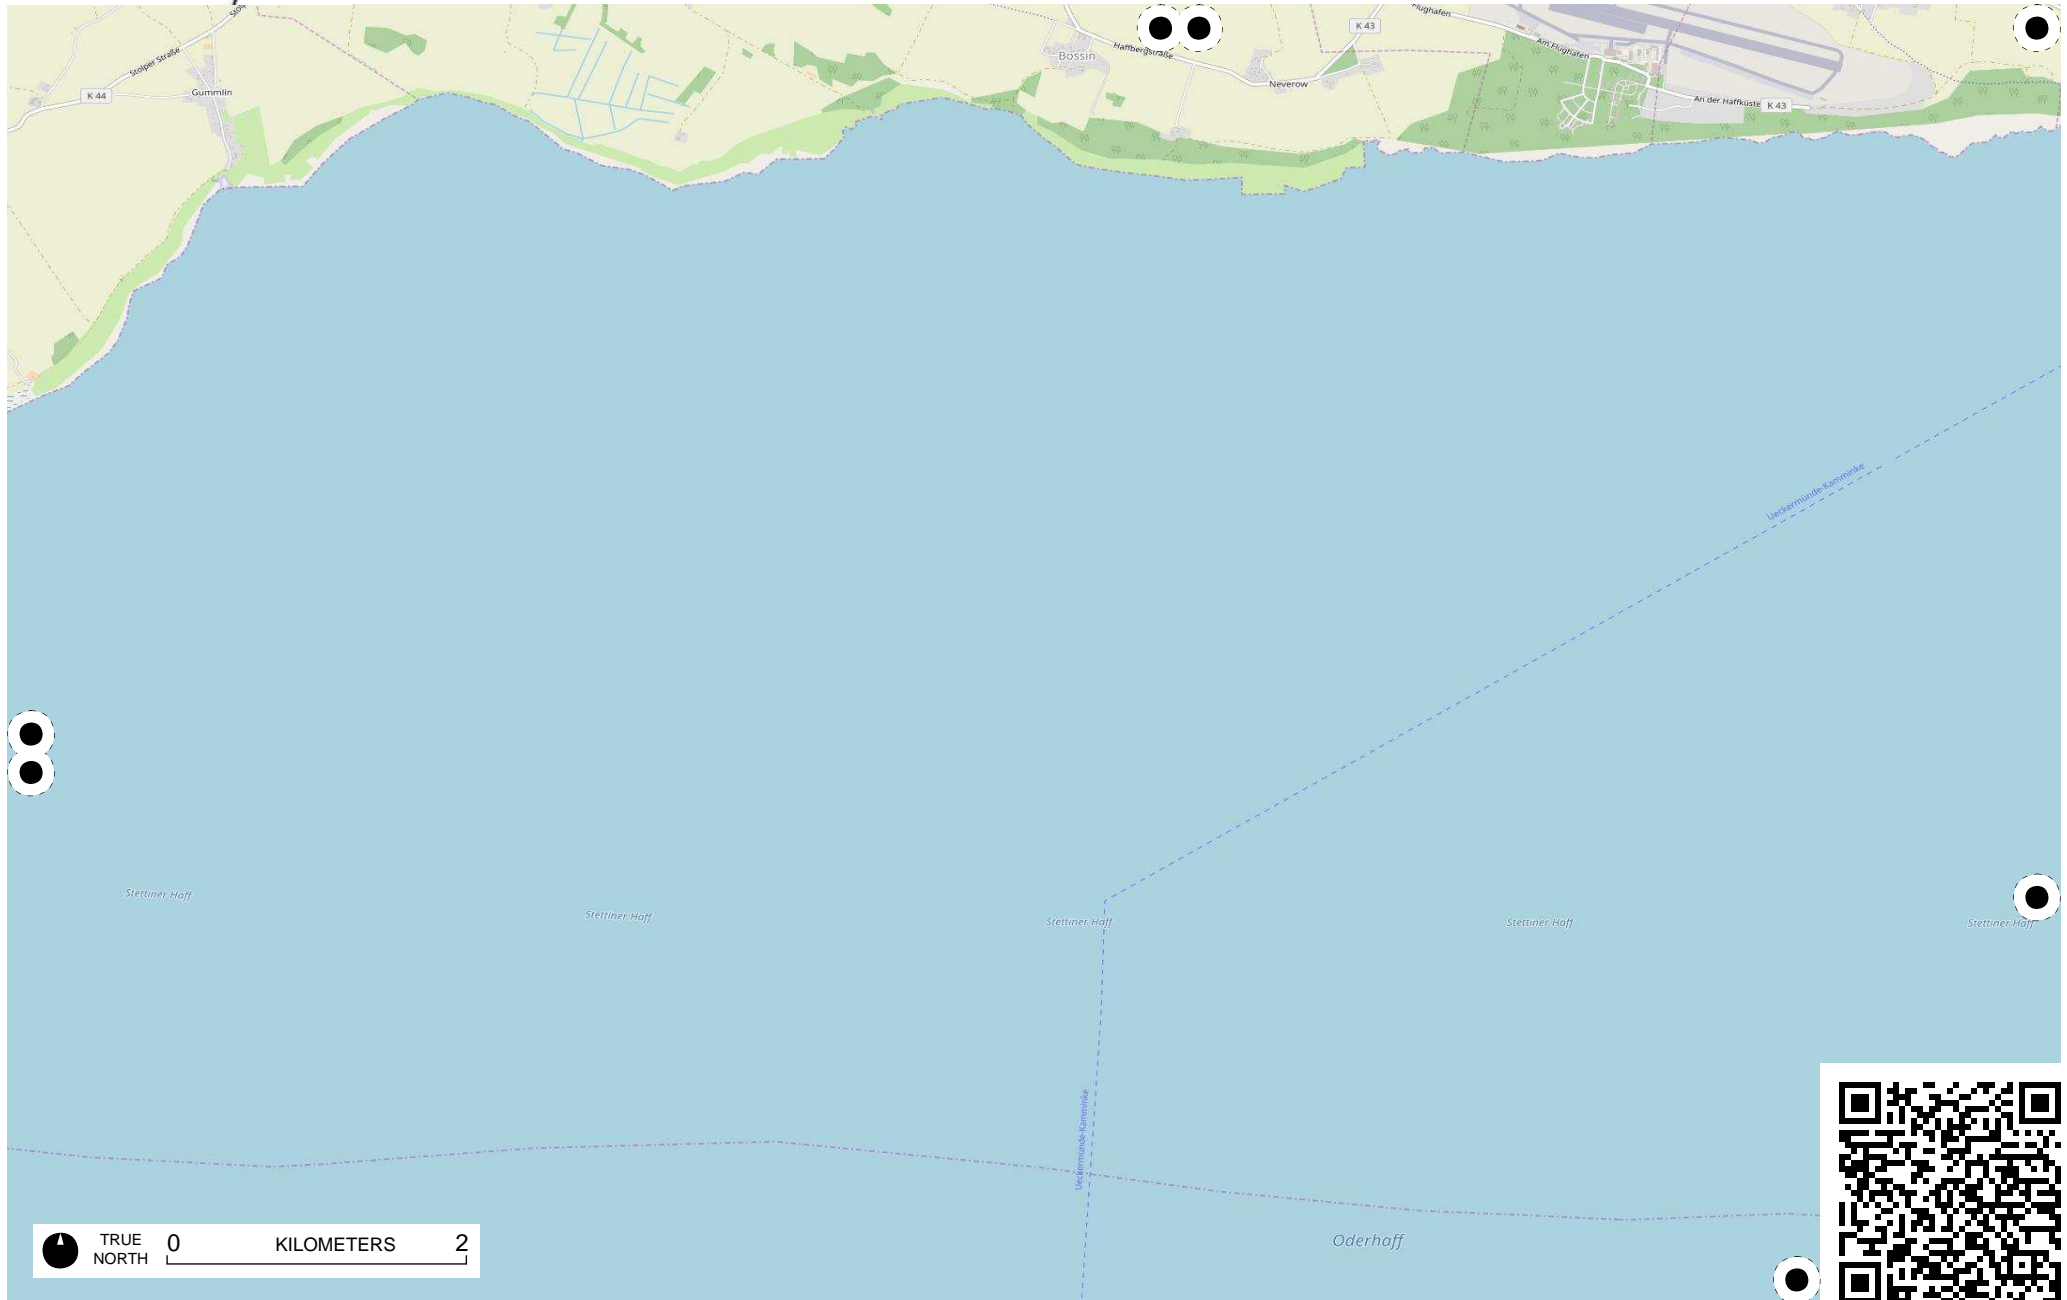 Stolper Straße
K 44
Gummlin
Bossin
Haffbergstraße
K 43
Neverow
Flughafen
Am Flughafen
An der Haffküste
K 43
Ueckermünde-Kamminke
Stettiner Haff
Stettiner Haff
Stettiner Haff
Stettiner Haff
Stettiner Haff
Ueckermünde-Kamminke
Oderhaff
TRUE
NORTH
0 KILOMETERS 2